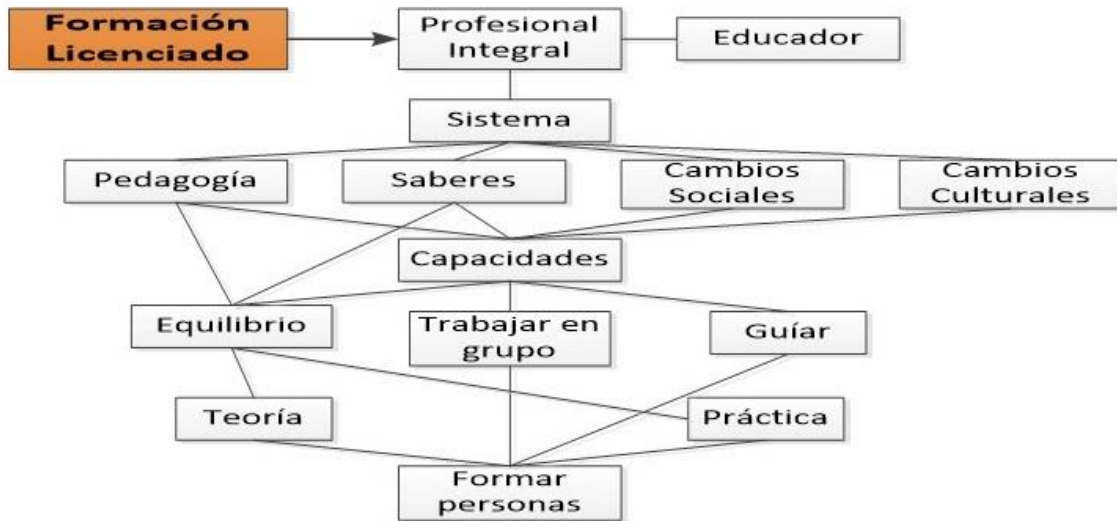 Formación
Licenciado
Profesional
Integral
Educador
Sistema
Pedagogía
Saberes
Cambios
Sociales
Cambios
Culturales
Capacidades
Equilibrio
Trabajar en
grupo
Guíar
Teoría
Práctica
Formar
personas